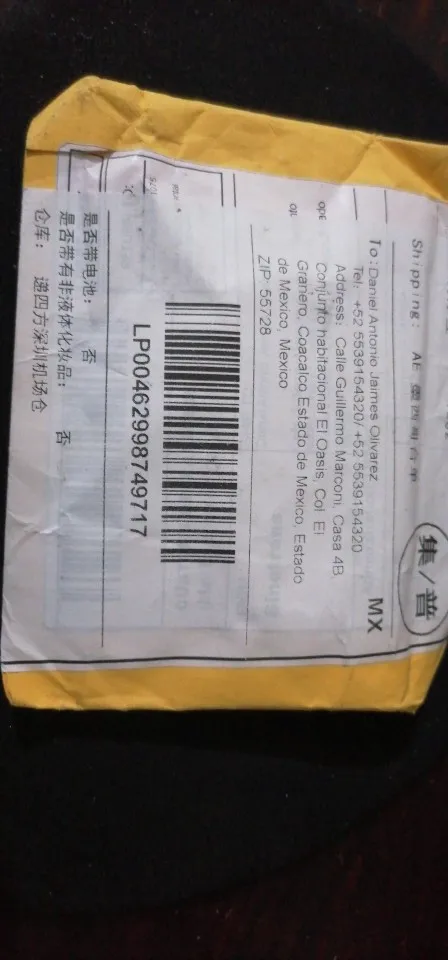 集/普
Shipping: AE
MX
To: Daniel Antonio Jaimes Olivarez
Tel: +52 5539154320/+52 5539154320
Address: Calle Guillermo Marconi, Casa 4B
Conjunto habitacional El Oasis, Col El
Granero, Coacalco Estado de Mexico, Estado
de Mexico, Mexico
ZIP: 55728
LP00462998749717
是否带电池: 否
是否带有非液体化妆品: 否
仓库: 递四方深圳机场仓